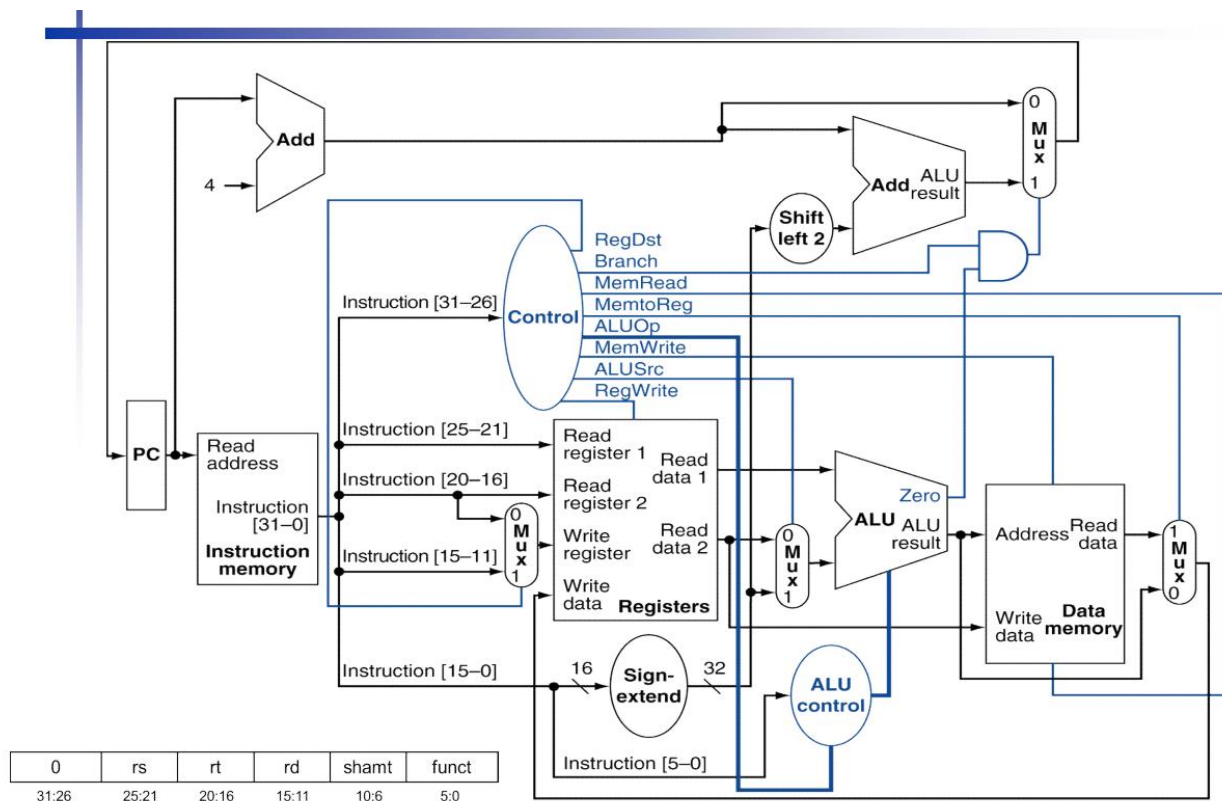 0
M
u
x
1
Add
ALU
Add result
4
Shift
left 2
RegDst
Branch
MemRead
MemtoReg
ALUOp
MemWrite
ALUSrc
RegWrite
Instruction [31–26]
Control
PC
Read
address
Instruction
[31–0]
Instruction
memory
Instruction [25–21]
Instruction [20–16]
Instruction [15–11]
0
M
u
x
1
Read
register 1
Read
data 1
Read
register 2
Write
register
Read
data 2
Write
data
Registers
0
M
u
x
1
Zero
ALU
ALU
result
Address
Read
data
Write
data
Data
memory
1
M
u
x
0
Instruction [15–0]
16
Sign-
extend
32
ALU
control
Instruction [5–0]
0 rs rt rd shamt funct
31:26 25:21 20:16 15:11 10:6 5:0